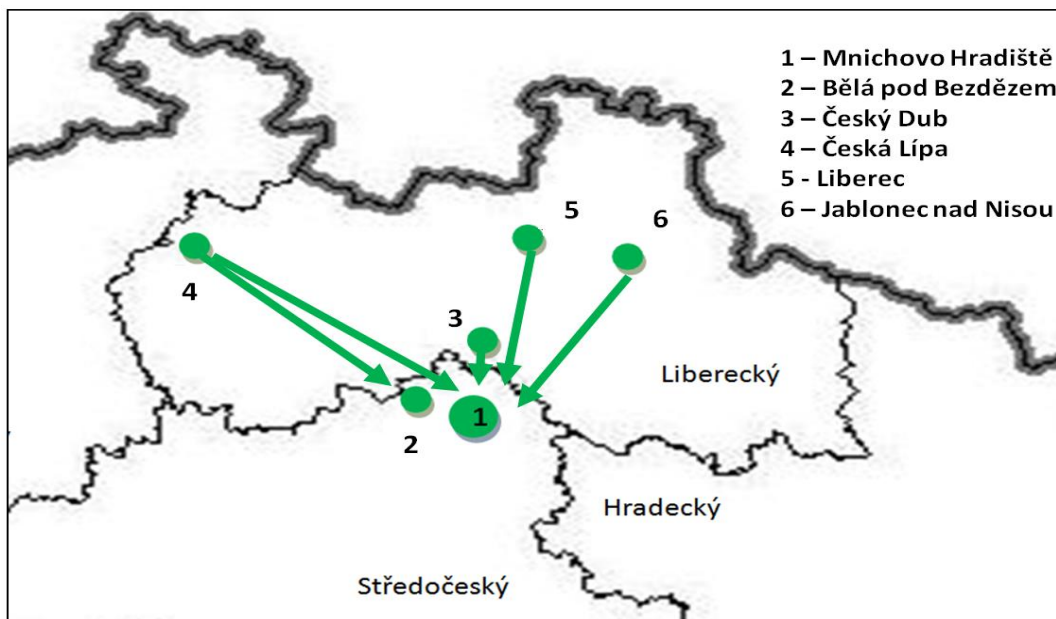 1 – Mnichovo Hradiště
2 – Bělá pod Bezdězem
3 – Český Dub
4 – Česká Lípa
5 - Liberec
6 – Jablonec nad Nisou
5
6
4
3
Liberecký
1
2
Hradecký
Středočeský